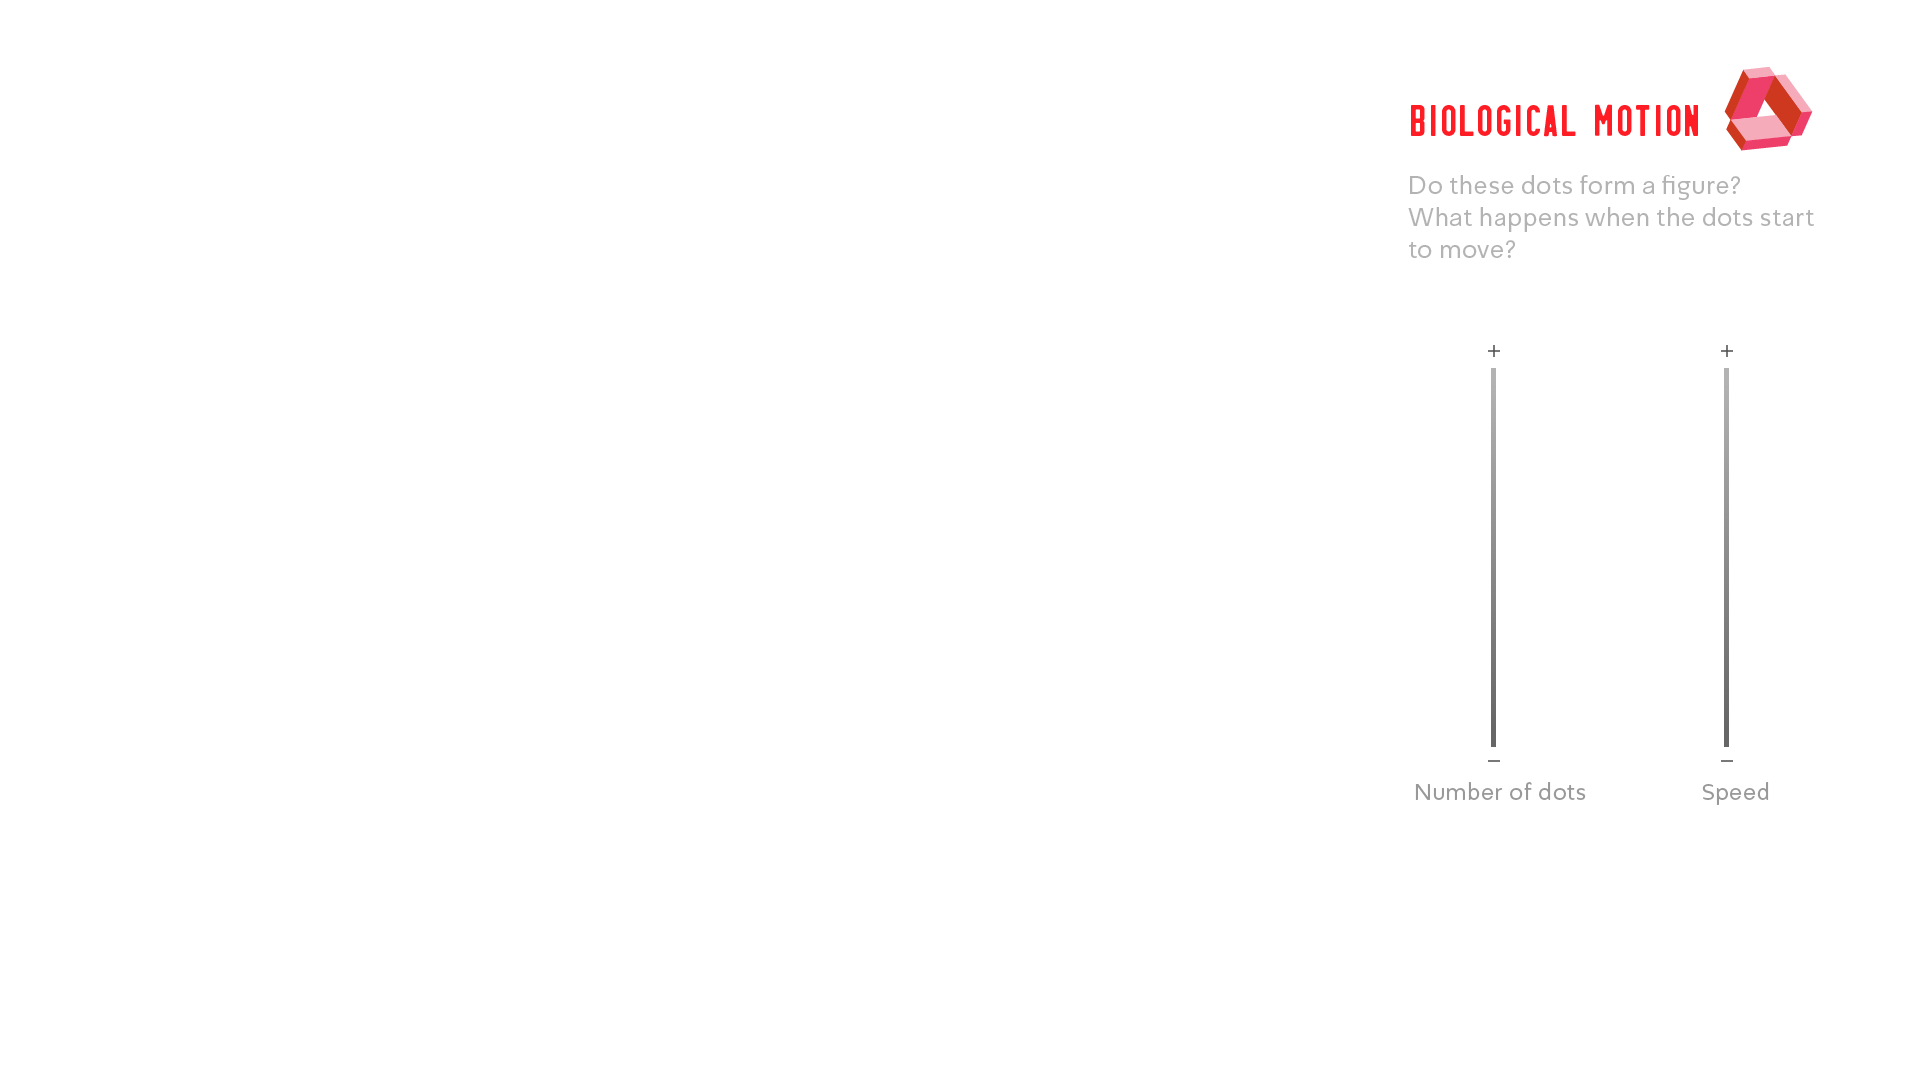 BIOLOGICAL MOTION
Do these dots form a figure?
What happens when the dots start
to move?
+ +
– –
Number of dots Speed